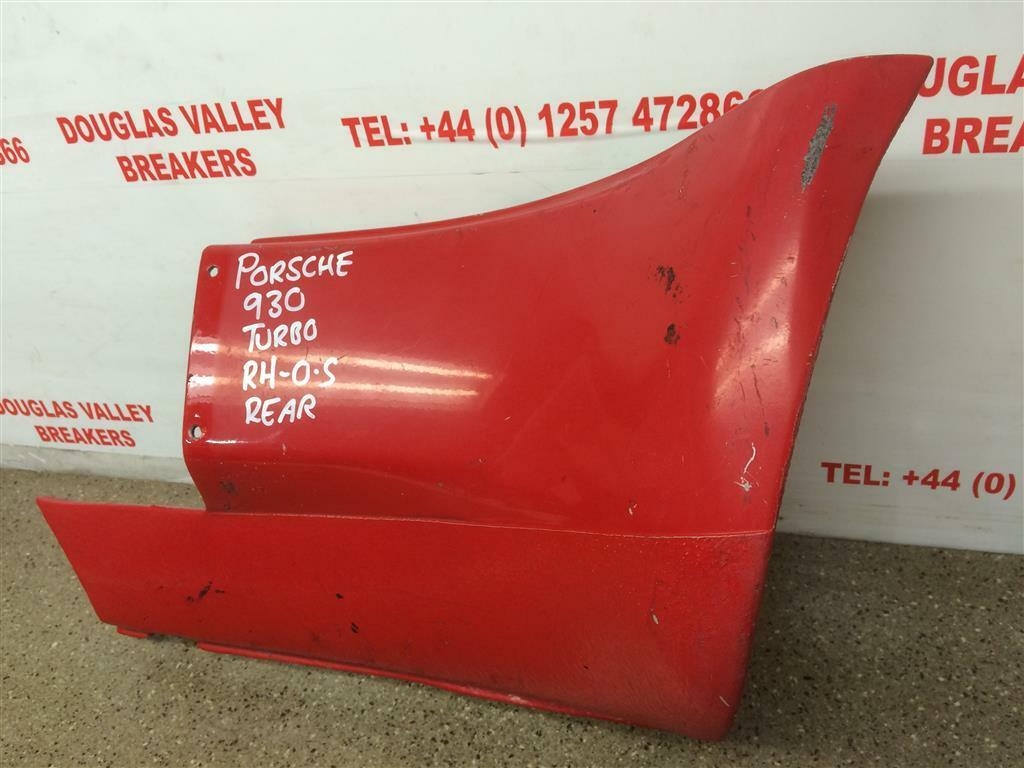 DOUGLAS VALLEY
BREAKERS
TEL: +44 (0) 1257 47286
BREA
866
PORSCHE
930
TURBO
RH-O.S
REAR
DOUGLAS VALLEY
BREAKERS
TEL: +44 (0)